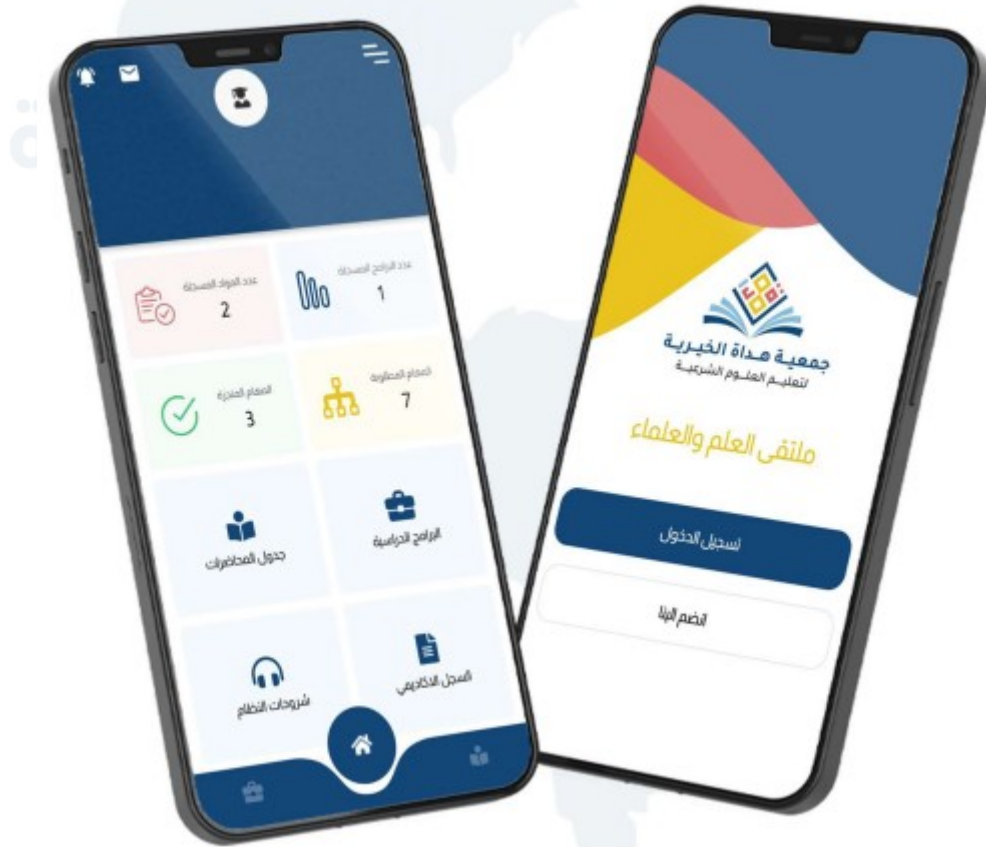 عدد البرامج المسجلة
1
عدد المواد المسجلة
2
المهام المطلوبة
7
المهام المنجزة
3
البرامج الدراسية
جدول المحاضرات
السجل الاكاديمي
شروحات النظام
جمعية هداة الخيرية
لتعليم العلوم الشرعية
ملتقى العلم والعلماء
تسجيل الدخول
انضم الينا
ة